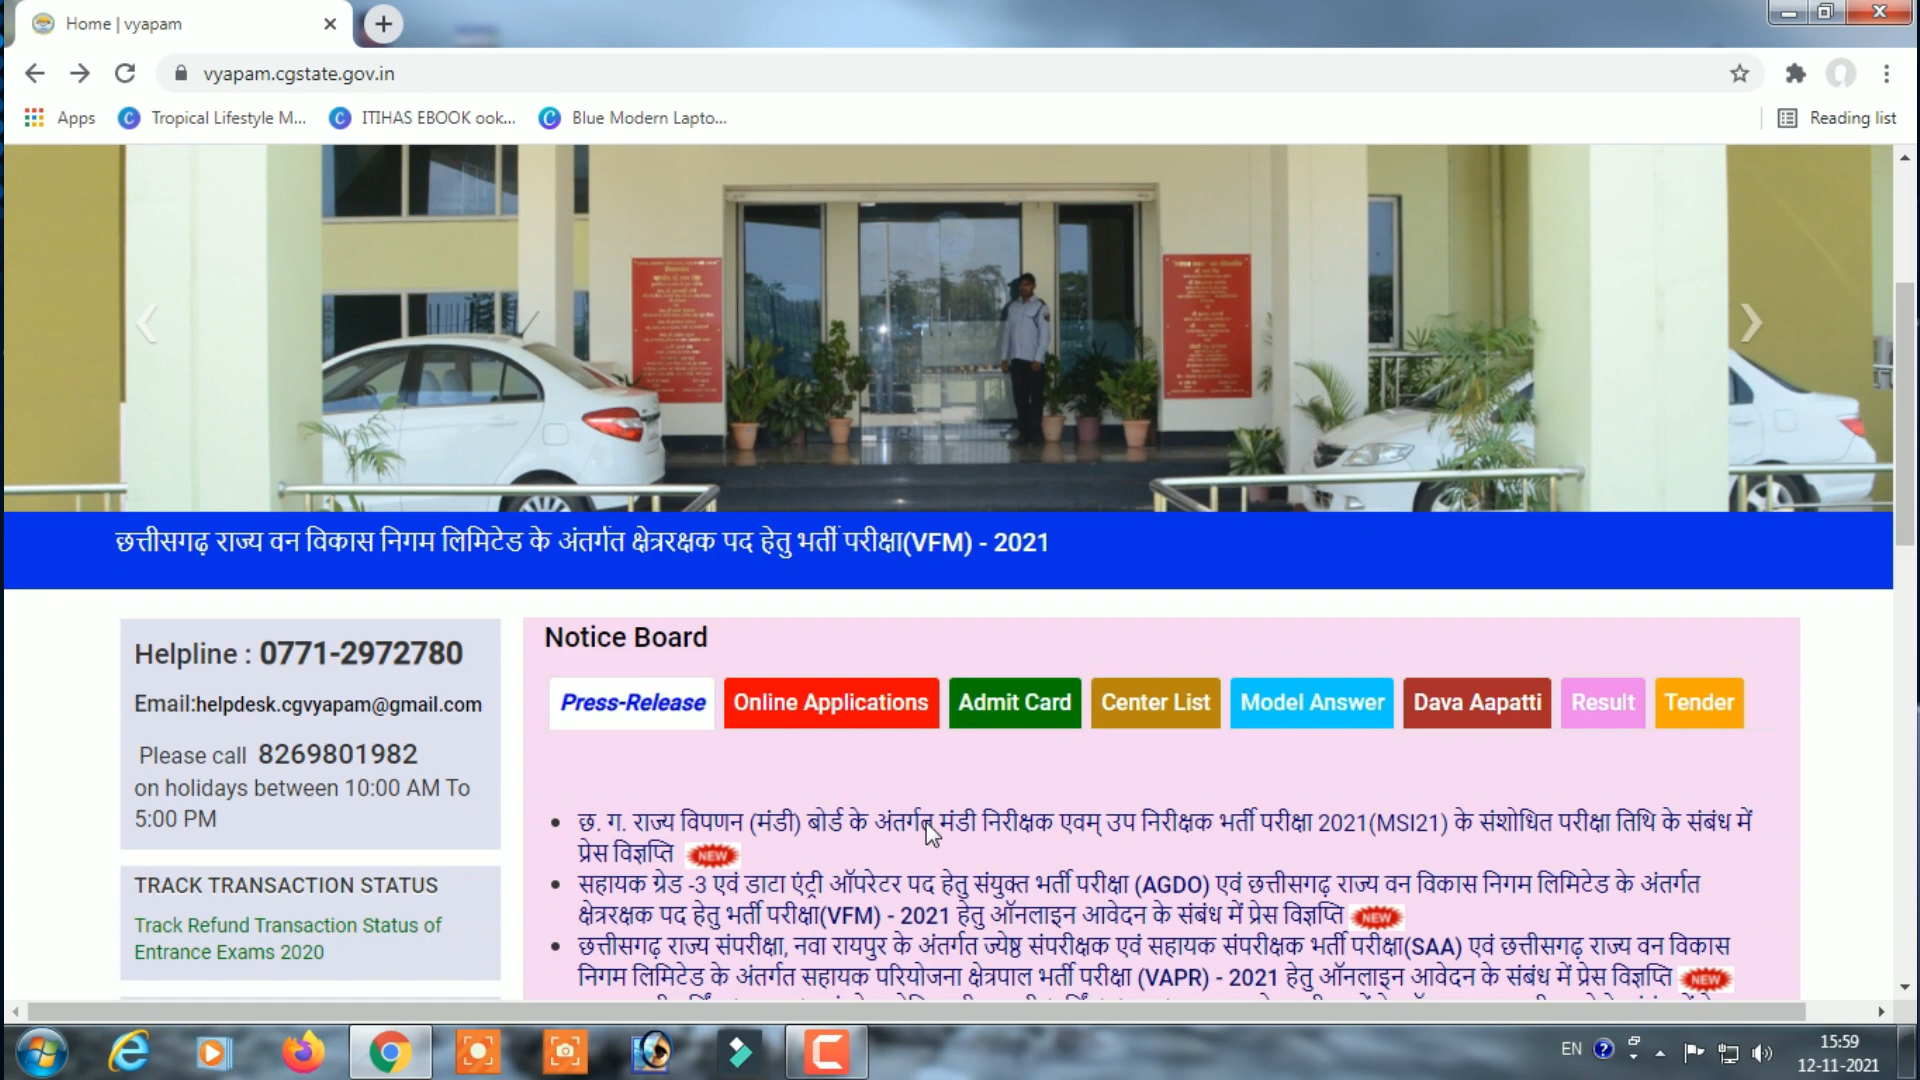 Home | vyapam
vyapam.cgstate.gov.in
Apps
Tropical Lifestyle M...
ITIHAS EBOOK ook...
Blue Modern Lapto...
Reading list
छत्तीसगढ़ राज्य वन विकास निगम लिमिटेड के अंतर्गत क्षेत्ररक्षक पद हेतु भर्ती परीक्षा(VFM) - 2021
Helpline : 0771-2972780
Email:helpdesk.cgvyapam@gmail.com
Please call 8269801982
on holidays between 10:00 AM To
5:00 PM
TRACK TRANSACTION STATUS
Track Refund Transaction Status of
Entrance Exams 2020
Notice Board
Press-Release
Online Applications
Admit Card
Center List
Model Answer
Dava Aapatti
Result
Tender
छ. ग. राज्य विपणन (मंडी) बोर्ड के अंतर्गत मंडी निरीक्षक एवम् उप निरीक्षक भर्ती परीक्षा 2021(MSI21) के संशोधित परीक्षा तिथि के संबंध में
प्रेस विज्ञप्ति NEW
सहायक ग्रेड -3 एवं डाटा एंट्री ऑपरेटर पद हेतु संयुक्त भर्ती परीक्षा (AGDO) एवं छत्तीसगढ़ राज्य वन विकास निगम लिमिटेड के अंतर्गत
क्षेत्ररक्षक पद हेतु भर्ती परीक्षा(VFM) - 2021 हेतु ऑनलाइन आवेदन के संबंध में प्रेस विज्ञप्ति NEW
छत्तीसगढ़ राज्य संपरीक्षा, नवा रायपुर के अंतर्गत ज्येष्ठ संपरीक्षक एवं सहायक संपरीक्षक भर्ती परीक्षा(SAA) एवं छत्तीसगढ़ राज्य वन विकास
निगम लिमिटेड के अंतर्गत सहायक परियोजना क्षेत्रपाल भर्ती परीक्षा (VAPR) - 2021 हेतु ऑनलाइन आवेदन के संबंध में प्रेस विज्ञप्ति NEW
EN
15:59
12-11-2021